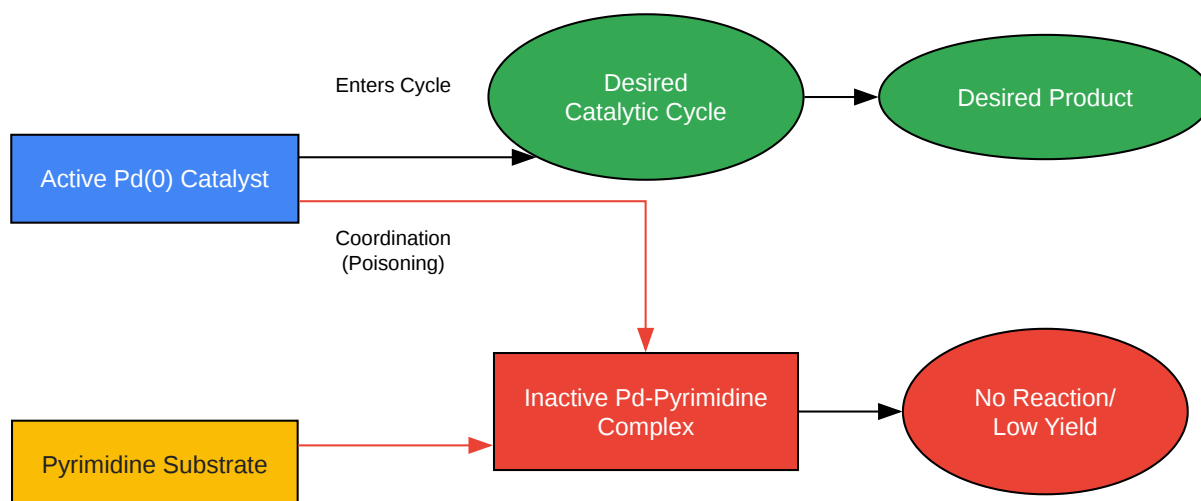 Enters Cycle
Desired
Catalytic Cycle
Desired Product
Active Pd(0) Catalyst
Coordination
(Poisoning)
Inactive Pd-Pyrimidine
Complex
No Reaction/
Low Yield
Pyrimidine Substrate